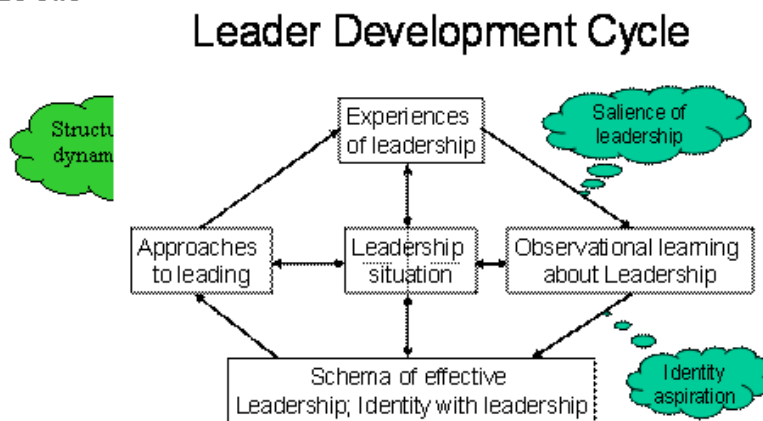 Leader Development Cycle
Experiences
of leadership
Salience of
leadership
Approaches
to leading
Leadership
situation
Observational learning
about Leadership
Schema of effective
Leadership; Identity with leadership
Identity
aspiration